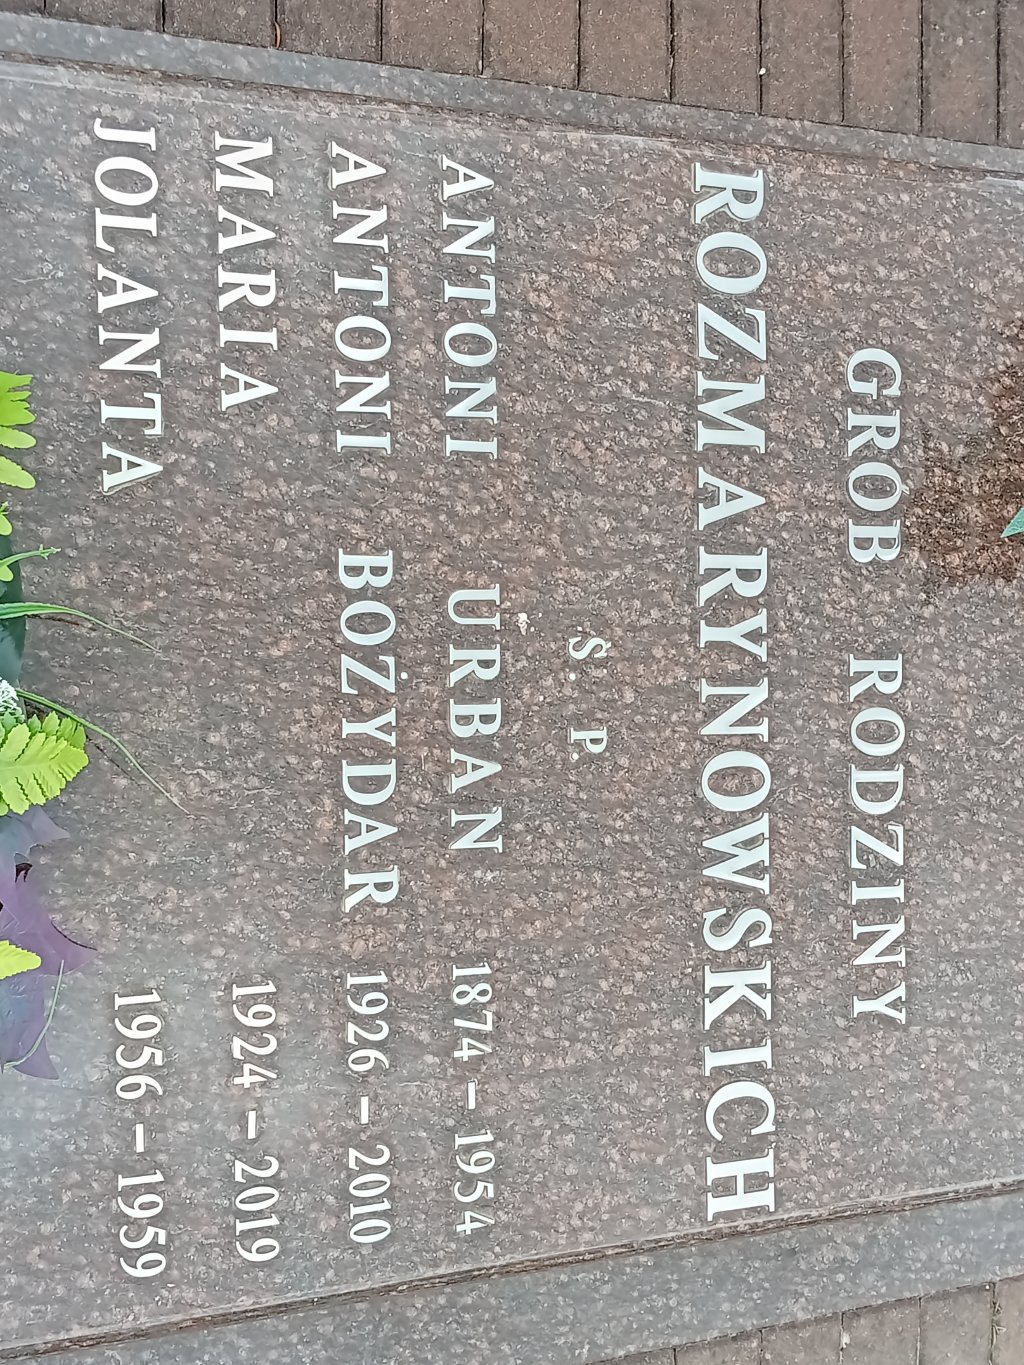 GRÓB RODZINY
ROZMARYNOWSKICH
Ś. P.
ANTONI URBAN 1874 – 1954
ANTONI BOŻYDAR 1926 – 2010
MARIA 1924 – 2019
JOLANTA 1956 – 1959